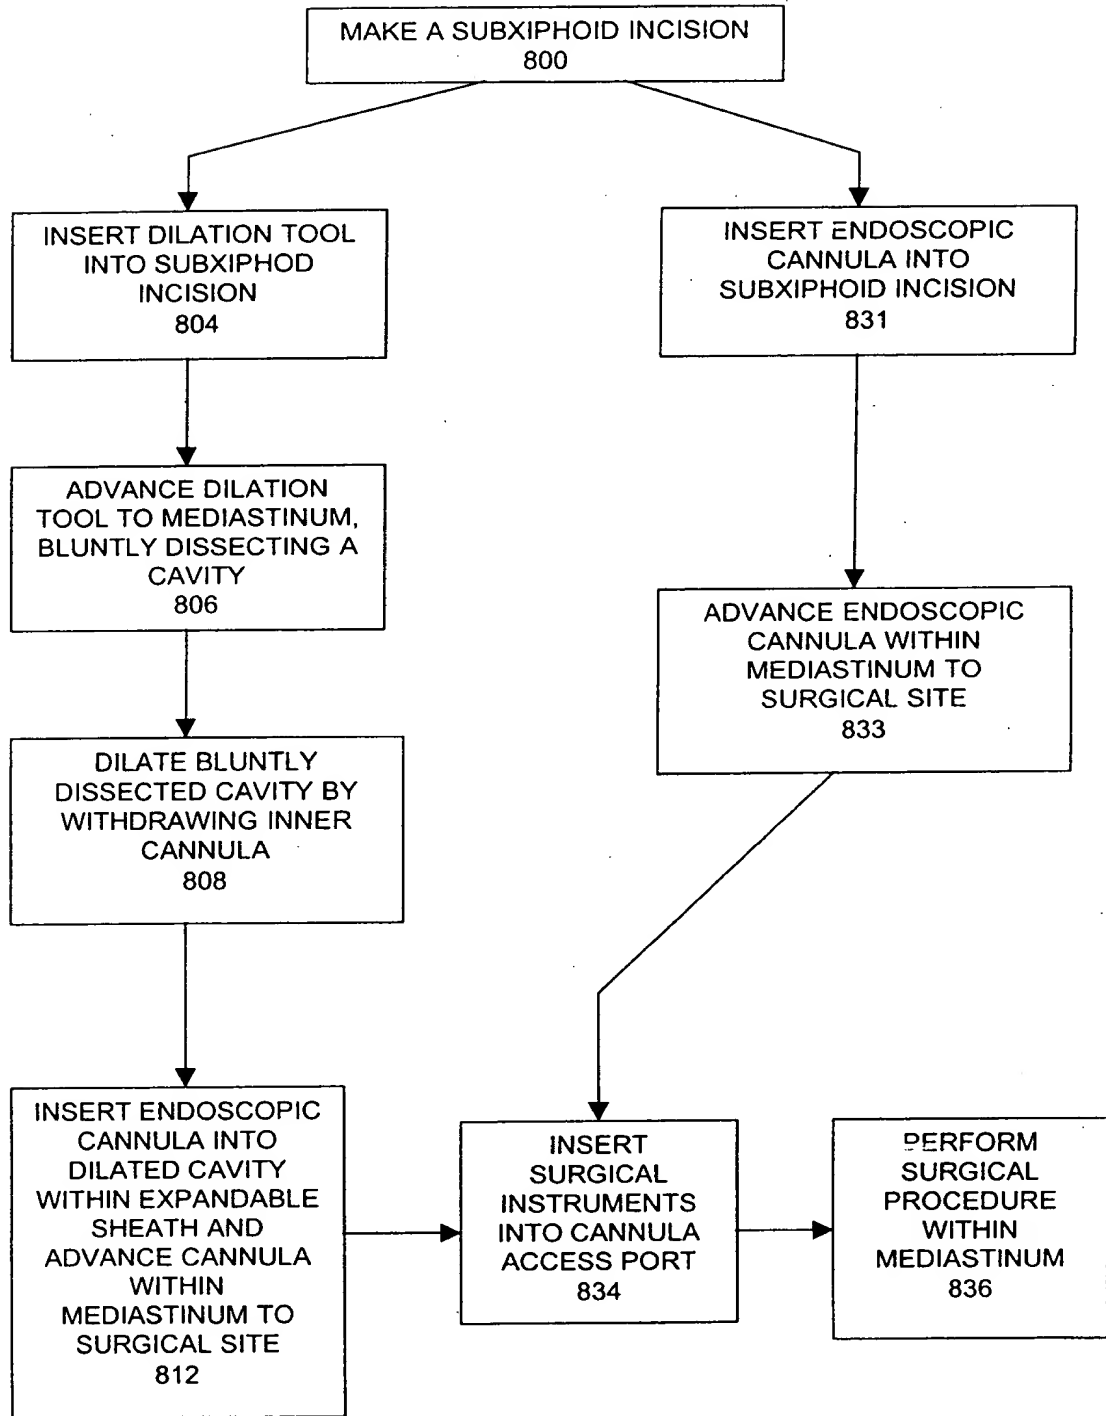 MAKE A SUBXIPHOID INCISION
800
INSERT DILATION TOOL
INTO SUBXIPHOD
INCISION
804
INSERT ENDOSCOPIC
CANNULA INTO
SUBXIPHOID INCISION
831
ADVANCE DILATION
TOOL TO MEDIASTINUM,
BLUNTLY DISSECTING A
CAVITY
806
ADVANCE ENDOSCOPIC
CANNULA WITHIN
MEDIASTINUM TO
SURGICAL SITE
833
DILATE BLUNTLY
DISSECTED CAVITY BY
WITHDRAWING INNER
CANNULA
808
INSERT ENDOSCOPIC
CANNULA INTO
DILATED CAVITY
WITHIN EXPANDABLE
SHEATH AND
ADVANCE CANNULA
WITHIN
MEDIASTINUM TO
SURGICAL SITE
812
INSERT
SURGICAL
INSTRUMENTS
INTO CANNULA
ACCESS PORT
834
PERFORM
SURGICAL
PROCEDURE
WITHIN
MEDIASTINUM
836